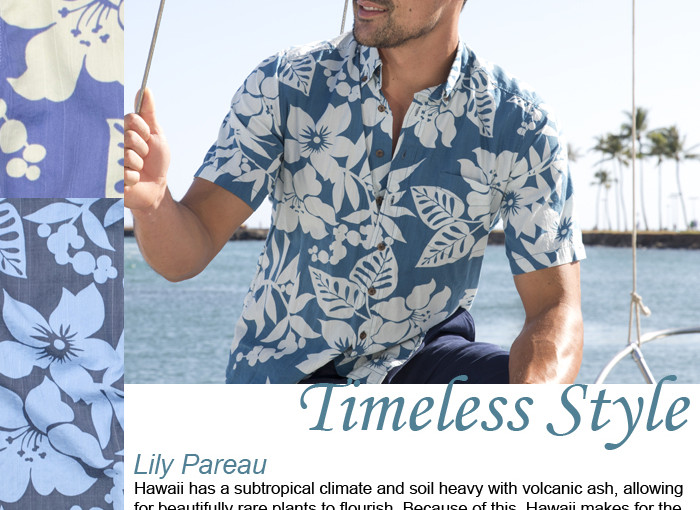 Timeless Style
Lily Pareau
Hawaii has a subtropical climate and soil heavy with volcanic ash, allowing
for beautifully rare plants to flourish. Because of this, Hawaii makes for the